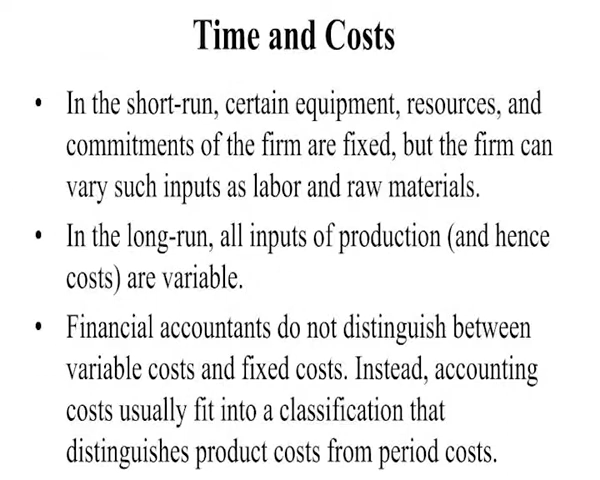 Time and Costs
• In the short-run, certain equipment, resources, and
commitments of the firm are fixed, but the firm can
vary such inputs as labor and raw materials.
• In the long-run, all inputs of production (and hence
costs) are variable.
• Financial accountants do not distinguish between
variable costs and fixed costs. Instead, accounting
costs usually fit into a classification that
distinguishes product costs from period costs.